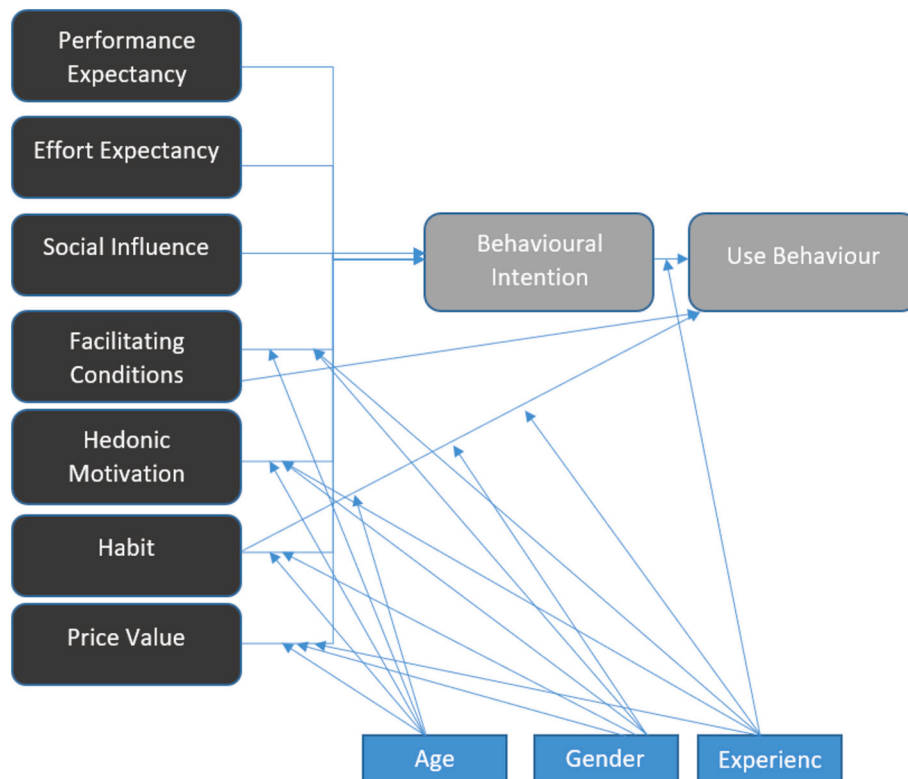 Performance
Expectancy
Effort Expectancy
Social Influence
Behavioural
Intention
Use Behaviour
Facilitating
Conditions
Hedonic
Motivation
Habit
Price Value
Age
Gender
Experienc